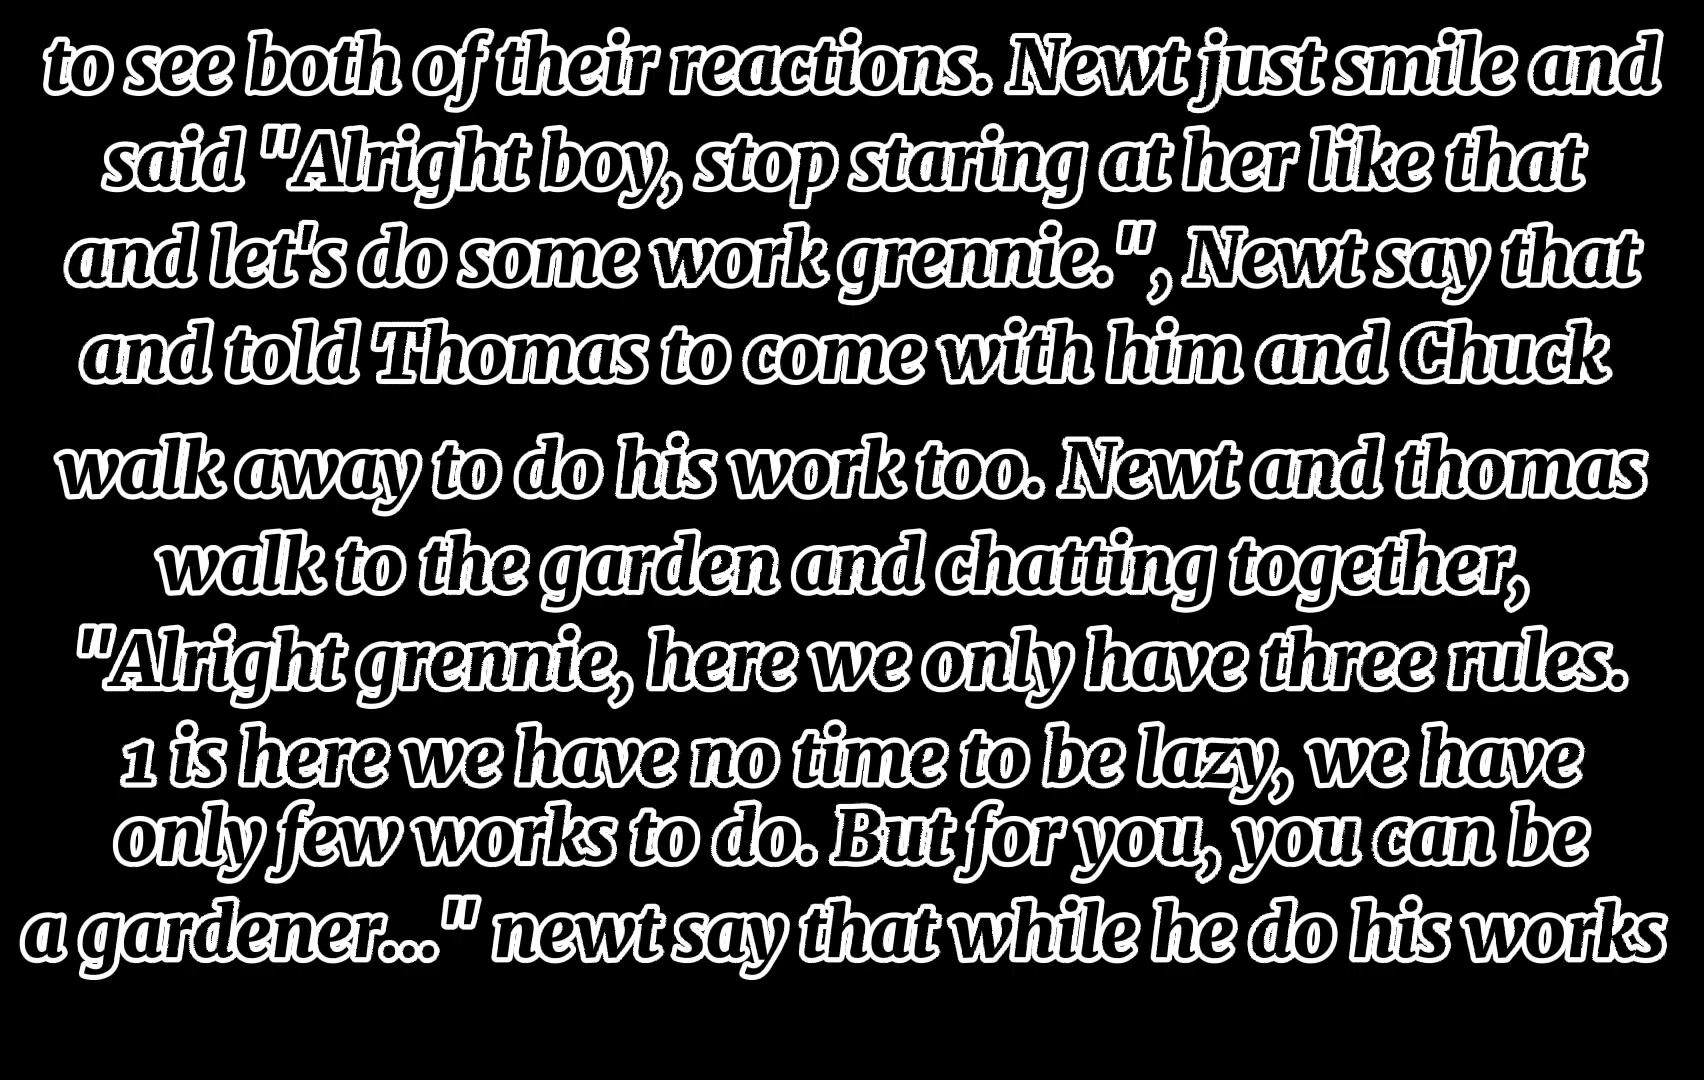 to see both of their reactions. Newt just smile and
said "Alright boy, stop staring at her like that
and let's do some work grennie.", Newt say that
and told Thomas to come with him and Chuck
walk away to do his work too. Newt and thomas
walk to the garden and chatting together,
"Alright grennie, here we only have three rules.
1 is here we have no time to be lazy, we have
only few works to do. But for you, you can be
a gardener..." newt say that while he do his works